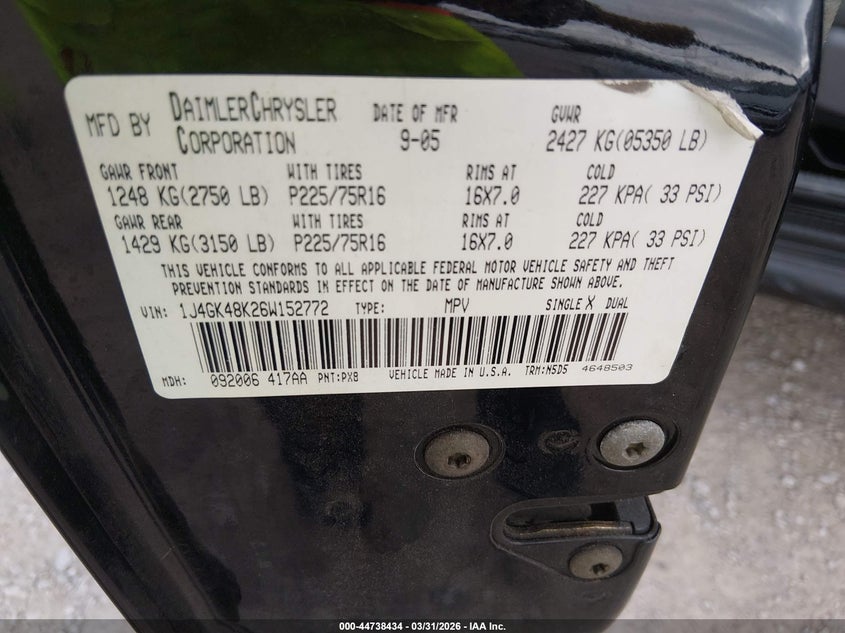 MFD BY DAIMLERCHRYSLER CORPORATION DATE OF MFR 9-05 GVWR 2427 KG(05350 LB)
GAWR FRONT WITH TIRES RIMS AT COLD
1248 KG(2750 LB) P225/75R16 16X7.0 227 KPA( 33 PSI)
GAWR REAR WITH TIRES RIMS AT COLD
1429 KG(3150 LB) P225/75R16 16X7.0 227 KPA( 33 PSI)
THIS VEHICLE CONFORMS TO ALL APPLICABLE FEDERAL MOTOR VEHICLE SAFETY AND THEFT
PREVENTION STANDARDS IN EFFECT ON THE DATE OF MANUFACTURE SHOWN ABOVE.
VIN: 1J4GK48K26W152772 TYPE: MPV SINGLE X DUAL
MDH: 092006 417AA PNT:PX8 VEHICLE MADE IN U.S.A. TRM:N5D5 4648503
000-44738434 - 03/31/2026 - IAA Inc.